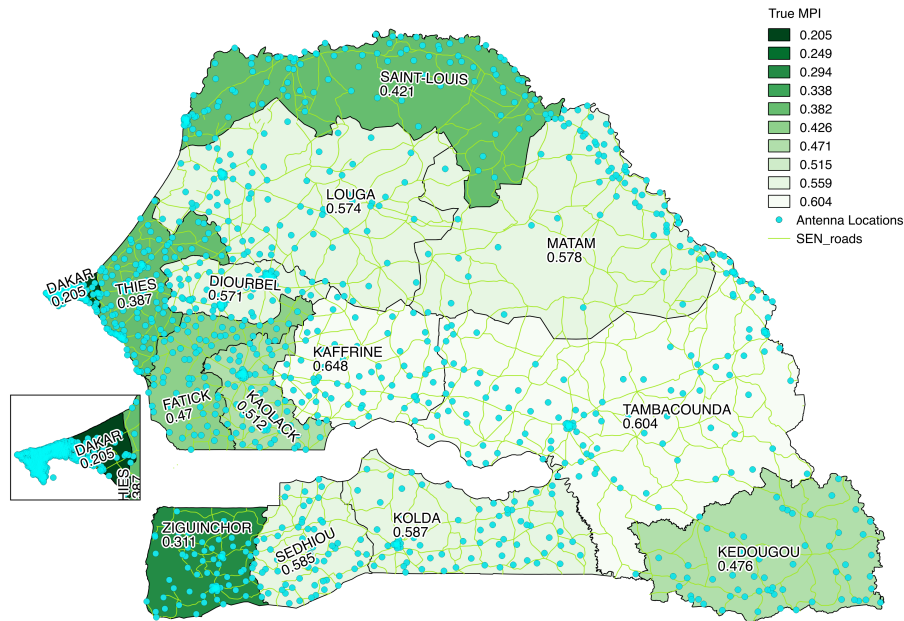 True MPI
0.205
0.249
0.294
0.338
0.382
0.426
0.471
0.515
0.559
0.604
Antenna Locations
SEN_roads
SAINT-LOUIS
0.421
LOUGA
0.574
MATAM
0.578
DAKAR
0.205
THIES
0.387
DIOURBEL
0.571
KAFFRINE
0.648
FATICK
0.47
KAOLACK
0.512
TAMBACOUNDA
0.604
DAKAR
0.205
HIES
387
ZIGUINCHOR
0.311
SEDHIOU
0.585
KOLDA
0.587
KEDOUGOU
0.476